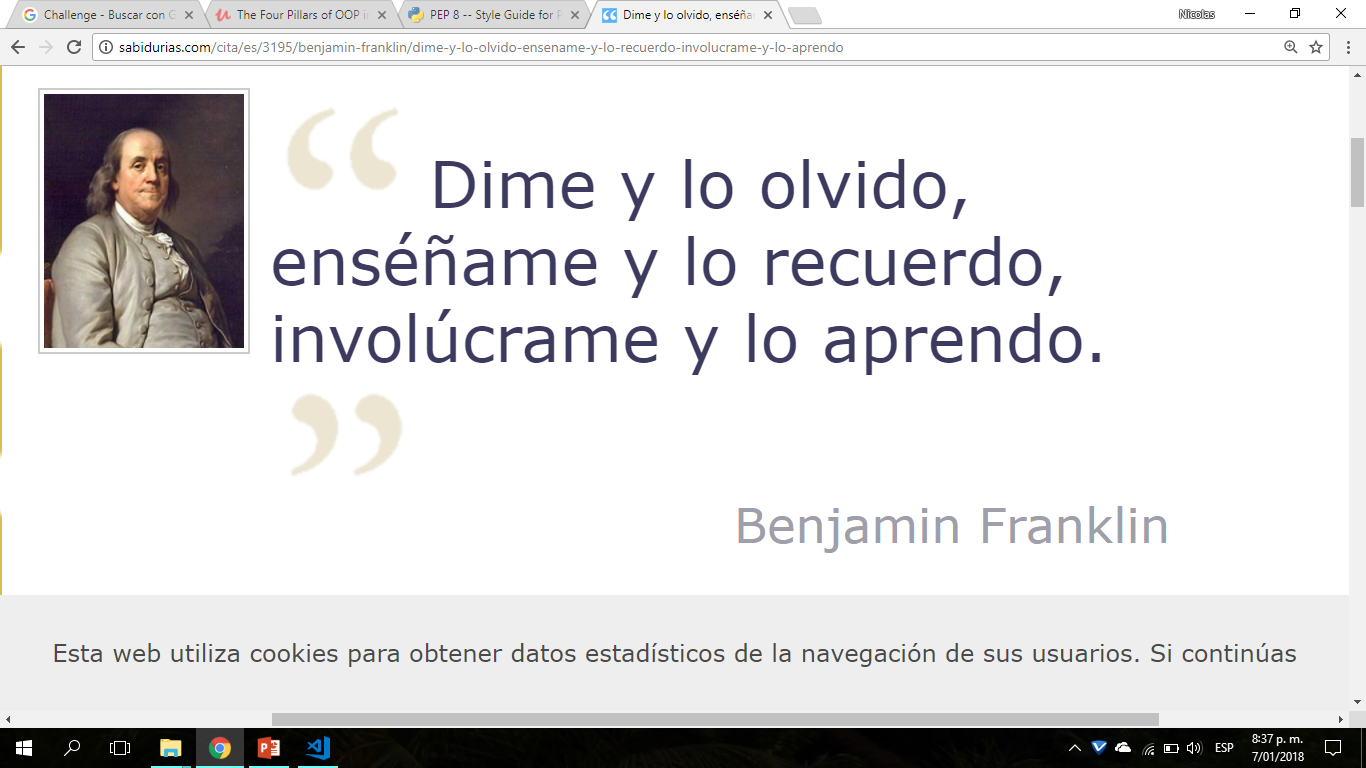 Challenge - Buscar con G
The Four Pillars of OOP i
PEP 8 -- Style Guide for P
Dime y lo olvido, enséña
Nicolas
sabidurias.com/cita/es/3195/benjamin-franklin/dime-y-lo-olvido-ensename-y-lo-recuerdo-involucrame-y-lo-aprendo
“ Dime y lo olvido,
enséñame y lo recuerdo,
involúcrame y lo aprendo.
”
Benjamin Franklin
Esta web utiliza cookies para obtener datos estadísticos de la navegación de sus usuarios. Si continúas
ESP
8:37 p. m.
7/01/2018